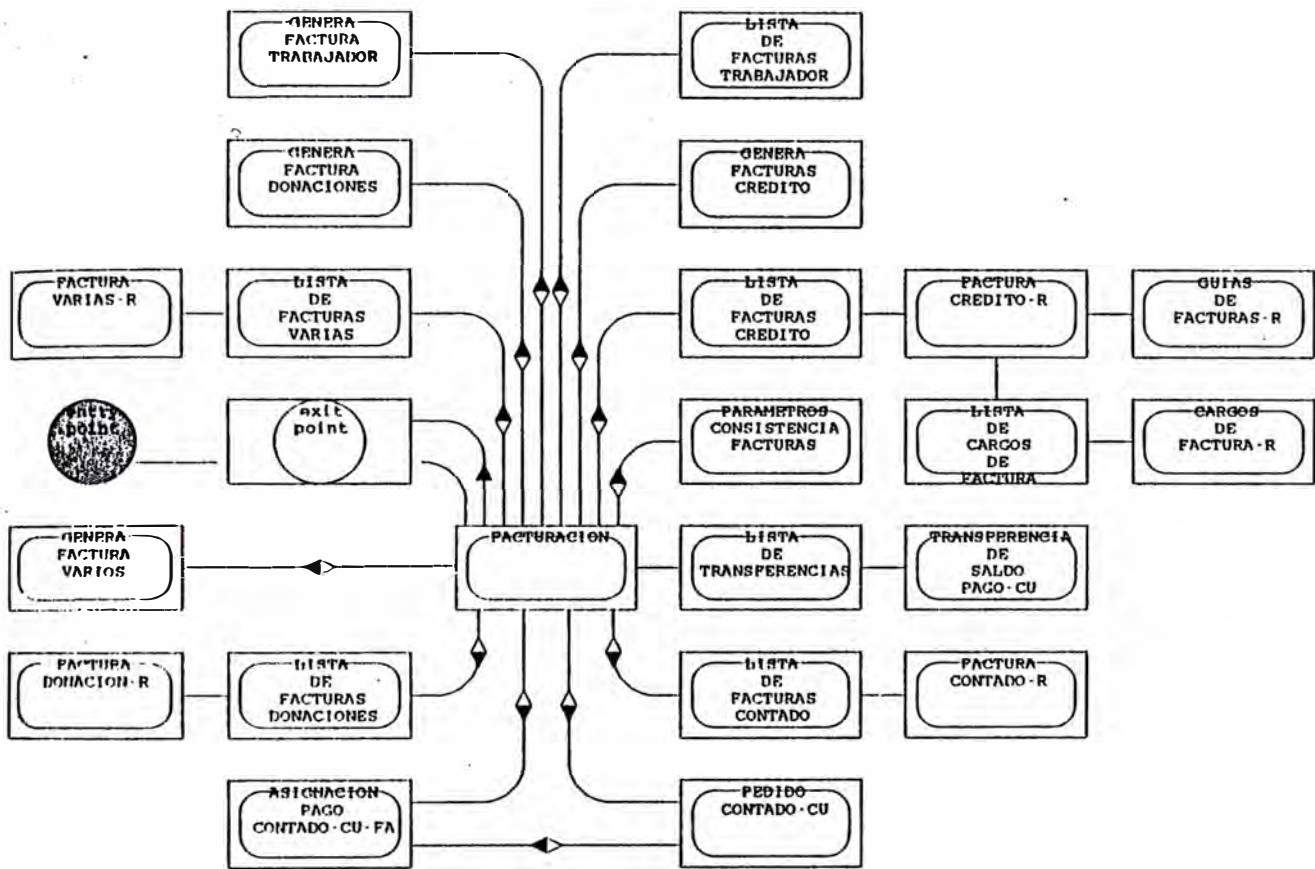 GENERA
FACTURA
TRABAJADOR
LISTA
DE
FACTURAS
TRABAJADOR
GENERA
FACTURA
DONACIONES
GENERA
FACTURAS
CREDITO
FACTURA
VARIAS-R
LISTA
DE
FACTURAS
VARIAS
LISTA
DE
FACTURAS
CREDITO
FACTURA
CREDITO-R
GUIAS
DE
FACTURAS-R
entry
point
exit
point
PARAMETROS
CONSISTENCIA
FACTURAS
LISTA
DE
CARGOS
DE
FACTURA
CARGOS
DE
FACTURA-R
GENERA
FACTURA
VARIOS
FACTURACION
LISTA
DE
TRANSFERENCIAS
TRANSFERENCIA
DE
SALDO
PAGO-CU
FACTURA
DONACION-R
LISTA
DE
FACTURAS
DONACIONES
LISTA
DE
FACTURAS
CONTADO
FACTURA
CONTADO-R
ASIGNACION
PAGO
CONTADO-CU-FA
PEDIDO
CONTADO-CU